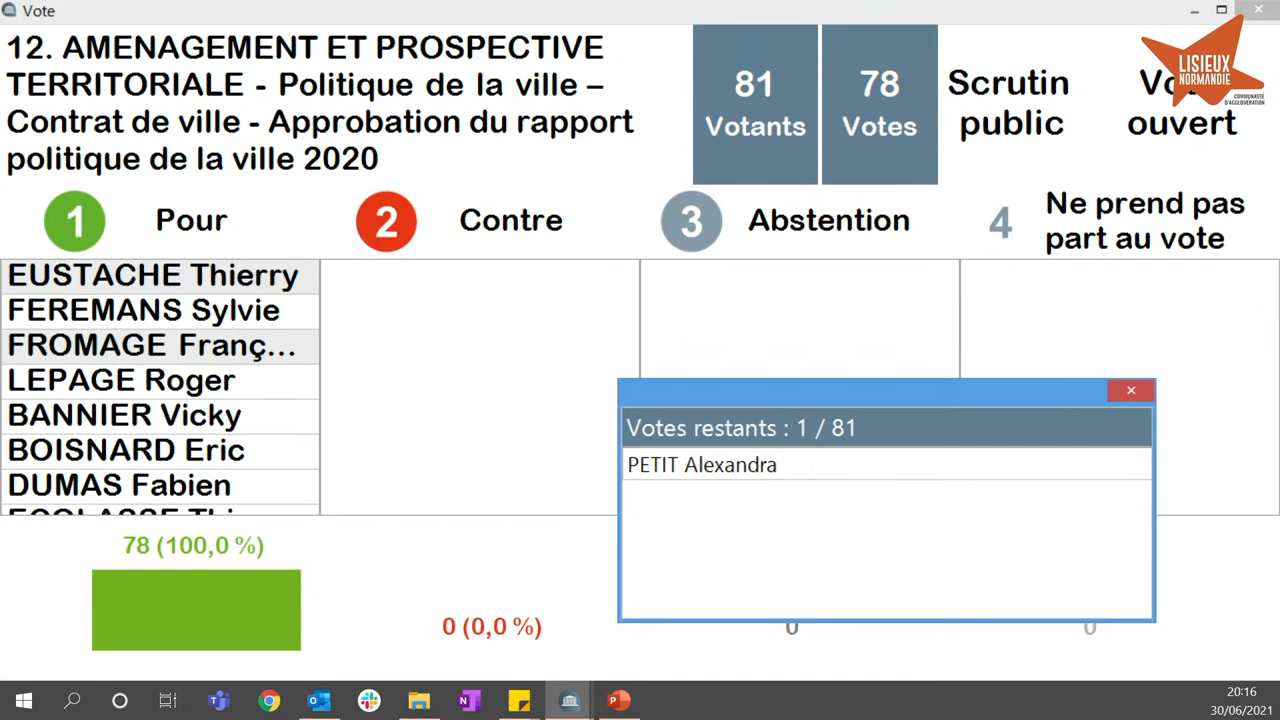 Vote
12. AMENAGEMENT ET PROSPECTIVE
TERRITORIALE - Politique de la ville –
Contrat de ville - Approbation du rapport
politique de la ville 2020
81
Votants
78
Votes
Scrutin
public
ouvert
LISIEUX
NORMANDIE
COMMUNAUTÉ
D'AGGLOMÉRATION
1 Pour
2 Contre
3 Abstention
4 Ne prend pas
part au vote
EUSTACHE Thierry
FEREMANS Sylvie
FROMAGE Franç...
LEPAGE Roger
BANNIER Vicky
BOISNARD Eric
DUMAS Fabien
Votes restants : 1 / 81
PETIT Alexandra
78 (100,0 %)
0 (0,0 %)
0
0
20:16
30/06/2021